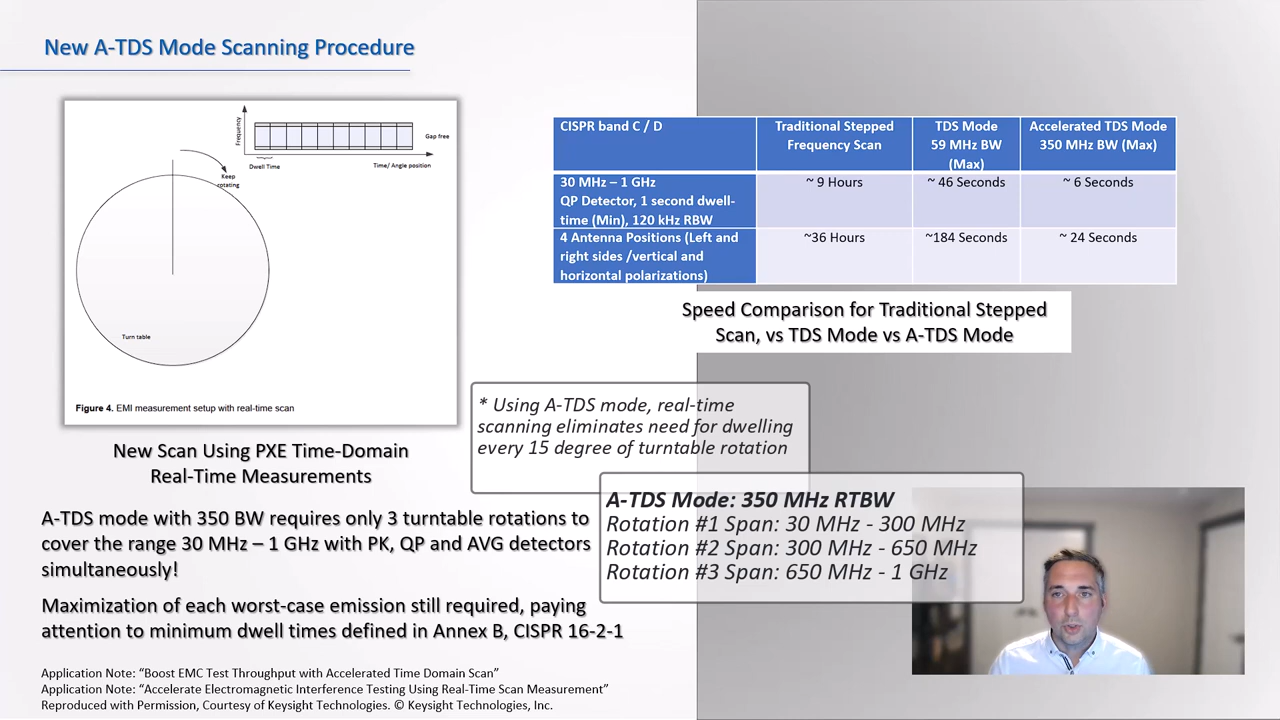 New A-TDS Mode Scanning Procedure
Frequency
Gap free
Dwell Time
Time/ Angle position
Keep
rotating
Turn table
Figure 4. EMI measurement setup with real-time scan
New Scan Using PXE Time-Domain
Real-Time Measurements
CISPR band C / D
Traditional Stepped
Frequency Scan
TDS Mode
59 MHz BW
(Max)
Accelerated TDS Mode
350 MHz BW (Max)
30 MHz – 1 GHz
QP Detector, 1 second dwell-
time (Min), 120 kHz RBW
~ 9 Hours
~ 46 Seconds
~ 6 Seconds
4 Antenna Positions (Left and
right sides /vertical and
horizontal polarizations)
~36 Hours
~184 Seconds
~ 24 Seconds
Speed Comparison for Traditional Stepped
Scan, vs TDS Mode vs A-TDS Mode
* Using A-TDS mode, real-time
scanning eliminates need for dwelling
every 15 degree of turntable rotation
A-TDS Mode: 350 MHz RTBW
Rotation #1 Span: 30 MHz - 300 MHz
Rotation #2 Span: 300 MHz - 650 MHz
Rotation #3 Span: 650 MHz - 1 GHz
A-TDS mode with 350 BW requires only 3 turntable rotations to
cover the range 30 MHz – 1 GHz with PK, QP and AVG detectors
simultaneously!
Maximization of each worst-case emission still required, paying
attention to minimum dwell times defined in Annex B, CISPR 16-2-1
Application Note: “Boost EMC Test Throughput with Accelerated Time Domain Scan”
Application Note: “Accelerate Electromagnetic Interference Testing Using Real-Time Scan Measurement”
Reproduced with Permission, Courtesy of Keysight Technologies. © Keysight Technologies, Inc.